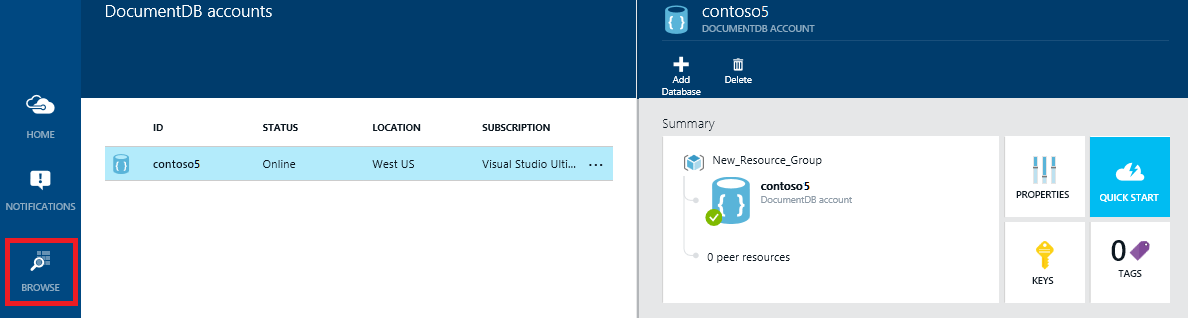 DocumentDB accounts
HOME
NOTIFICATIONS
BROWSE
ID STATUS LOCATION SUBSCRIPTION
contoso5 Online West US Visual Studio Ulti... ...
contoso5
DOCUMENTDB ACCOUNT
Add
Database
Delete
Summary
New_Resource_Group
contoso5
DocumentDB account
0 peer resources
PROPERTIES
QUICK START
KEYS
0
TAGS